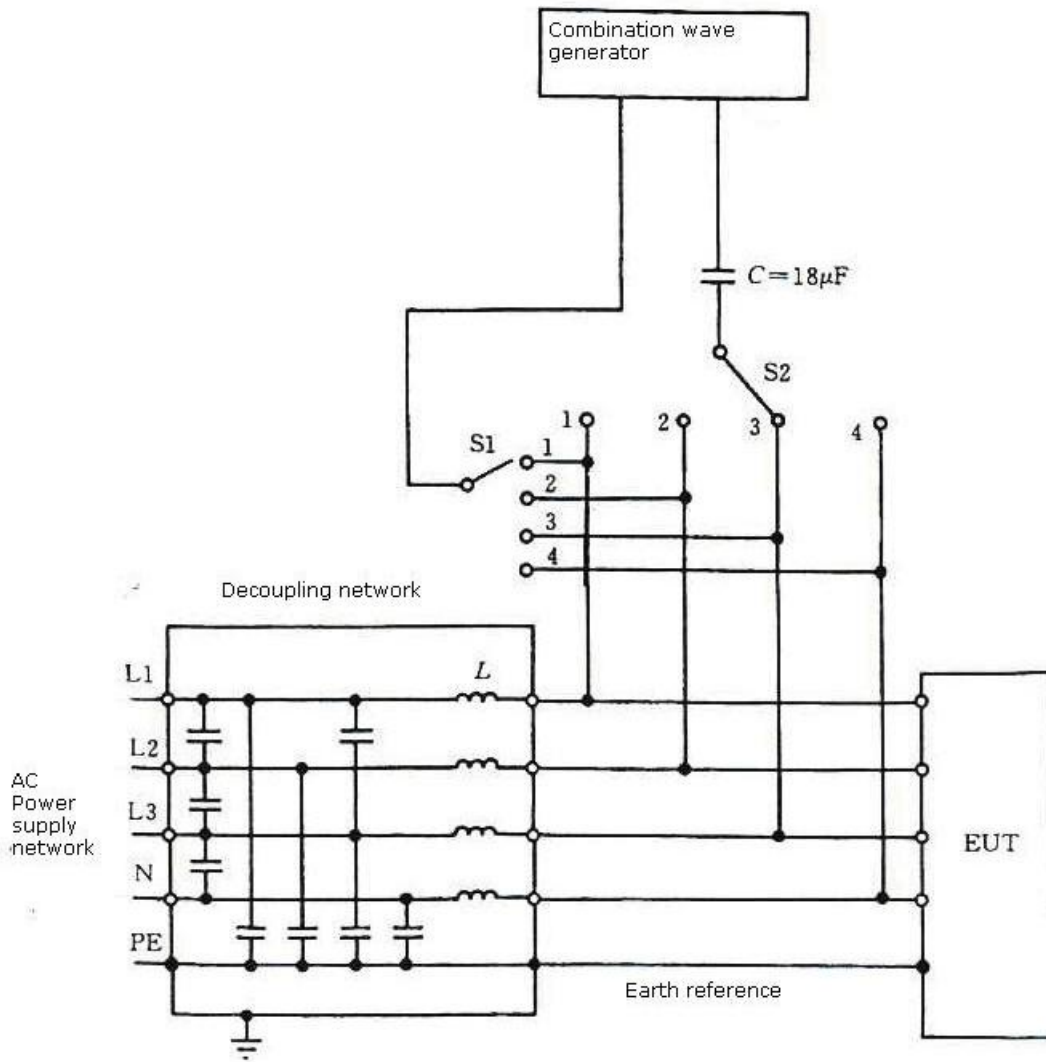 Combination wave
generator
C=18μF
S2
1
2
3
4
S1
1
2
3
4
Decoupling network
L1
L
L2
AC
Power
supply
network
L3
N
EUT
PE
Earth reference